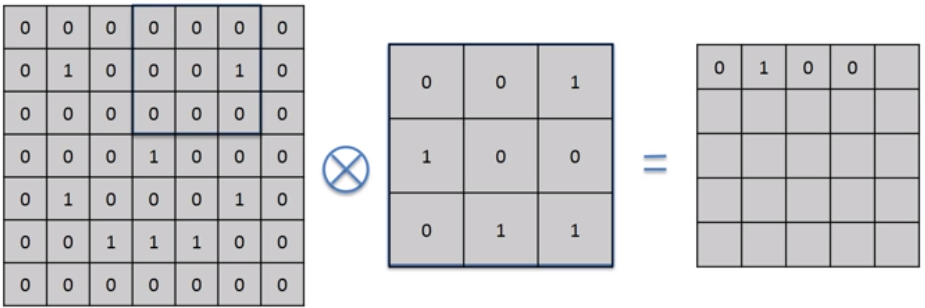 0 0 0 0 0 0 0
0 1 0 0 0 1 0
0 0 0 0 0 0 0
0 0 0 1 0 0 0
0 1 0 0 0 1 0
0 0 1 1 1 0 0
0 0 0 0 0 0 0
⊗
0 0 1
1 0 0
0 1 1
=
0 1 0 0